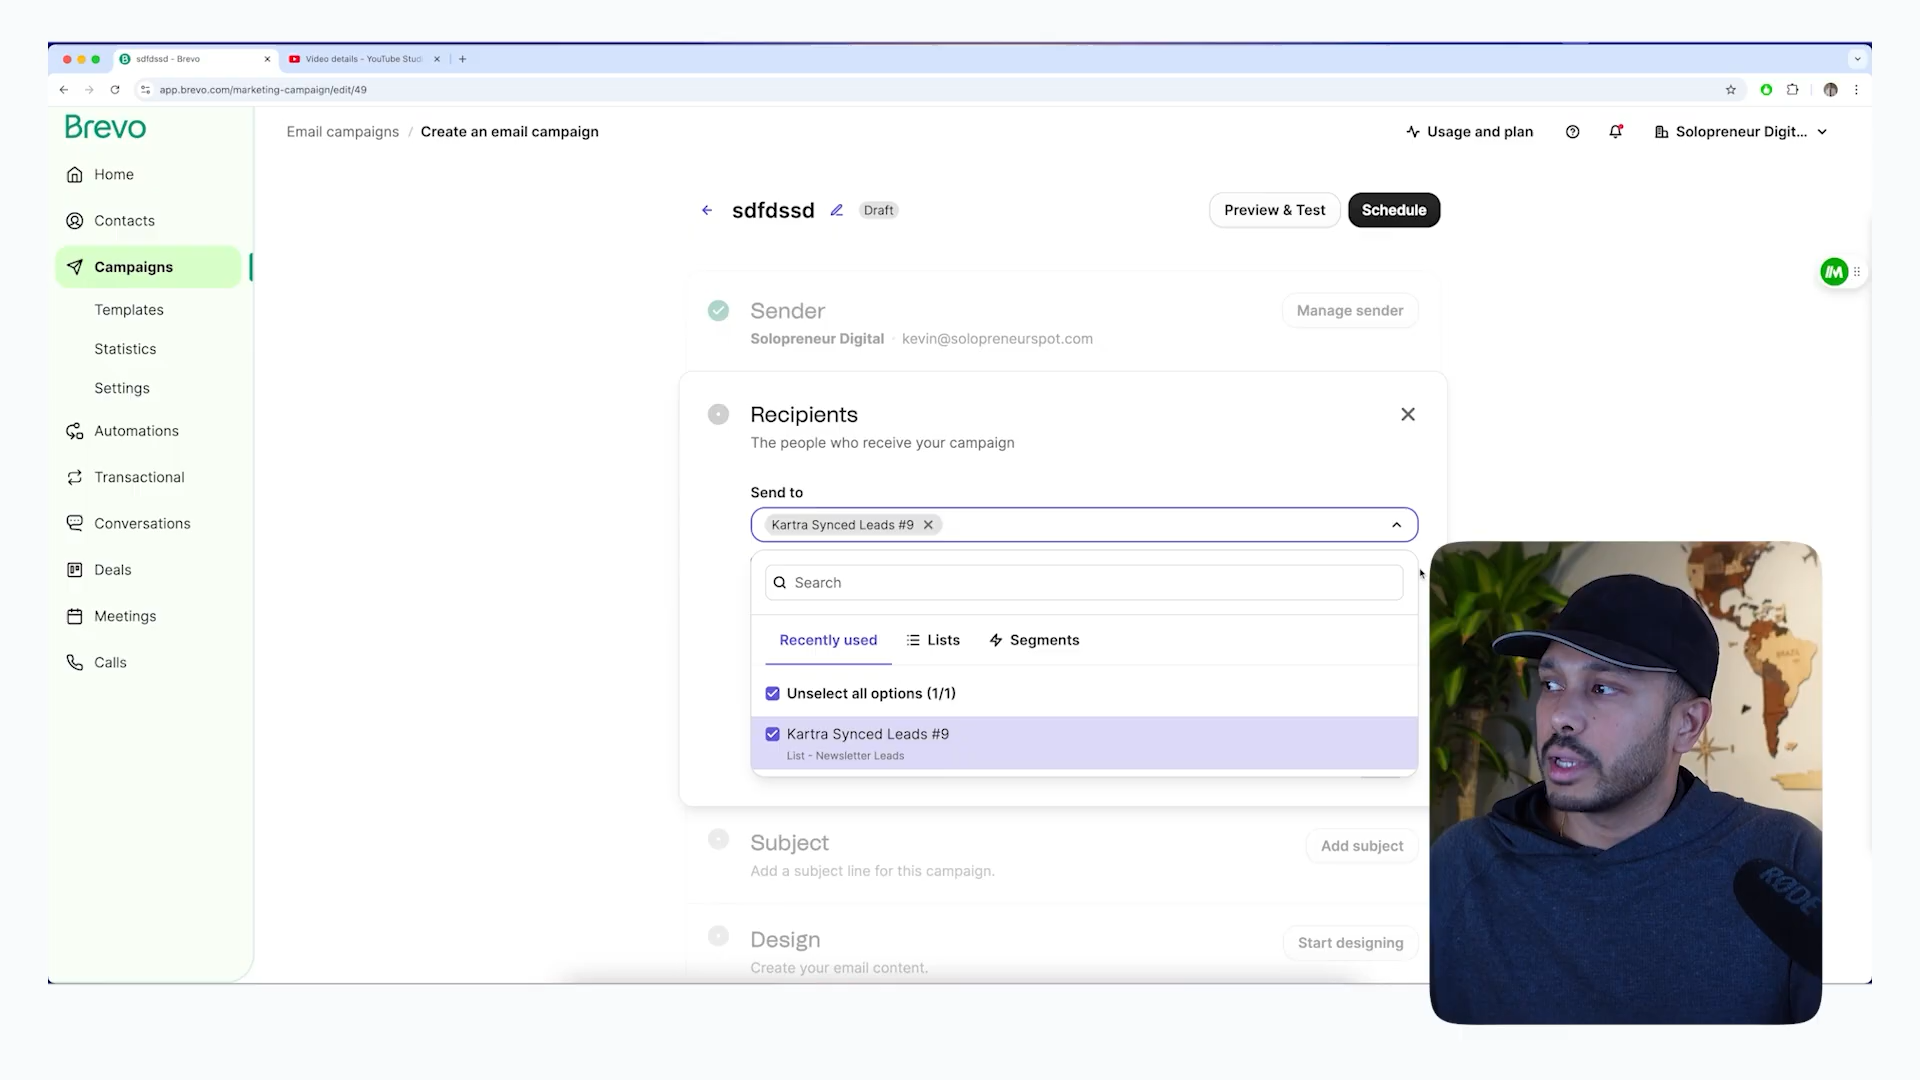 sdfdssd - Brevo
Video details - YouTube Stud
app.brevo.com/marketing-campaign/edit/49
Brevo
Home
Contacts
Campaigns
Templates
Statistics
Settings
Automations
Transactional
Conversations
Deals
Meetings
Calls
Email campaigns / Create an email campaign
Usage and plan
Solopreneur Digit...
sdfdssd
Draft
Preview & Test
Schedule
Sender
Solopreneur Digital · kevin@solopreneurspot.com
Manage sender
Recipients
The people who receive your campaign
Send to
Kartra Synced Leads #9
Search
Recently used
Lists
Segments
Unselect all options (1/1)
Kartra Synced Leads #9
List - Newsletter Leads
Subject
Add a subject line for this campaign.
Add subject
Design
Create your email content.
Start designing
BRAZIL
RØDE